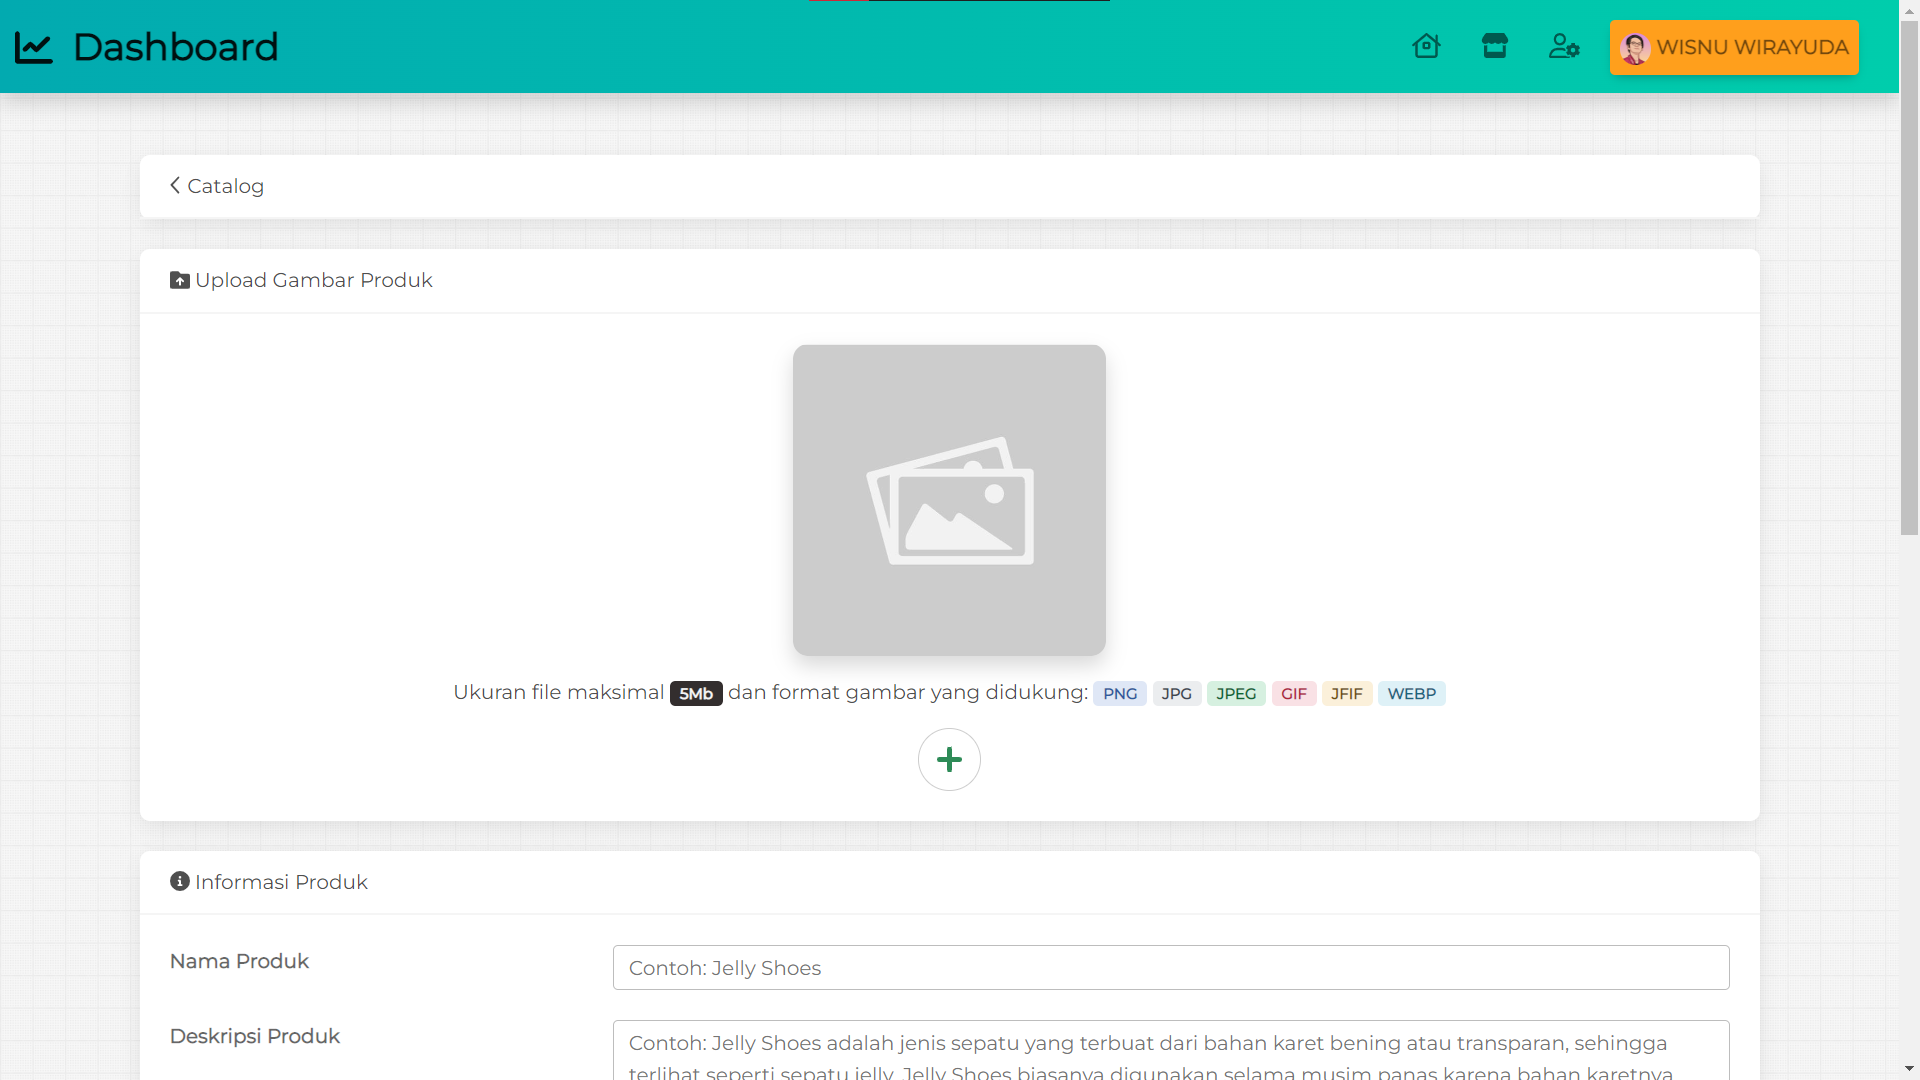 Dashboard
WISNU WIRAYUDA
Catalog
Upload Gambar Produk
Ukuran file maksimal 5Mb dan format gambar yang didukung: PNG JPG JPEG GIF JFIF WEBP
Informasi Produk
Nama Produk
Contoh: Jelly Shoes
Deskripsi Produk
Contoh: Jelly Shoes adalah jenis sepatu yang terbuat dari bahan karet bening atau transparan, sehingga
terlihat seperti sepatu jelly. Jelly Shoes biasanya digunakan selama musim panas karena bahan karetnya